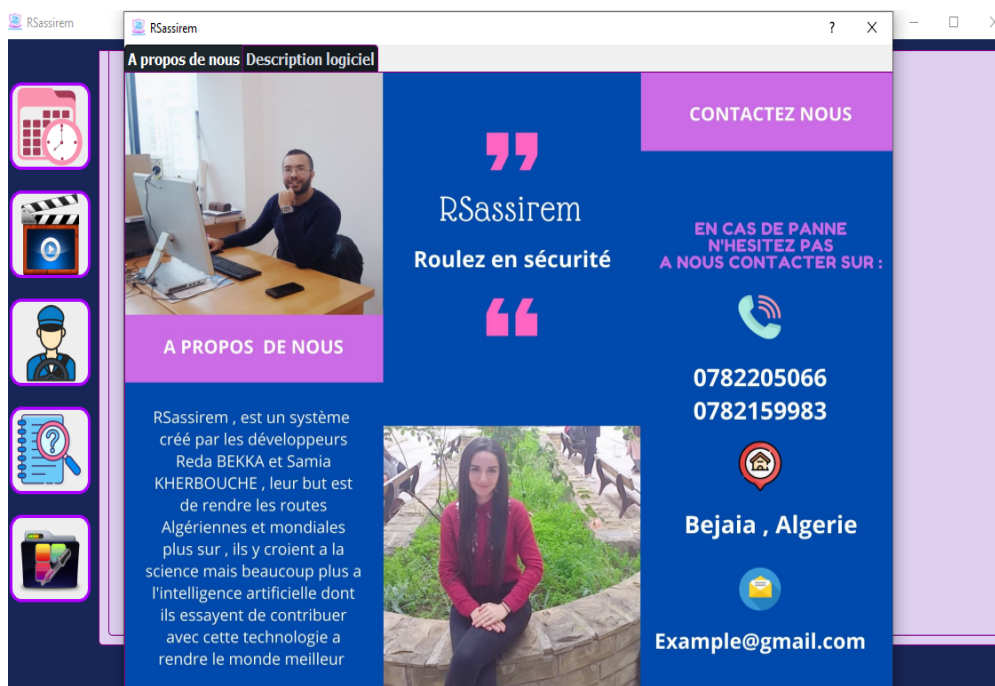 RSassirem
RSassirem
?
X
A propos de nous
Description logiciel
A PROPOS DE NOUS
RSassirem , est un système
créé par les développeurs
Reda BEKKA et Samia
KHERBOUCHE , leur but est
de rendre les routes
Algériennes et mondiales
plus sur , ils y croient a la
science mais beaucoup plus a
l'intelligence artificielle dont
ils essayent de contribuer
avec cette technologie a
rendre le monde meilleur
”
RSassirem
Roulez en sécurité
“
CONTACTEZ NOUS
EN CAS DE PANNE
N'HESITEZ PAS
A NOUS CONTACTER SUR :
0782205066
0782159983
Bejaia , Algerie
Example@gmail.com